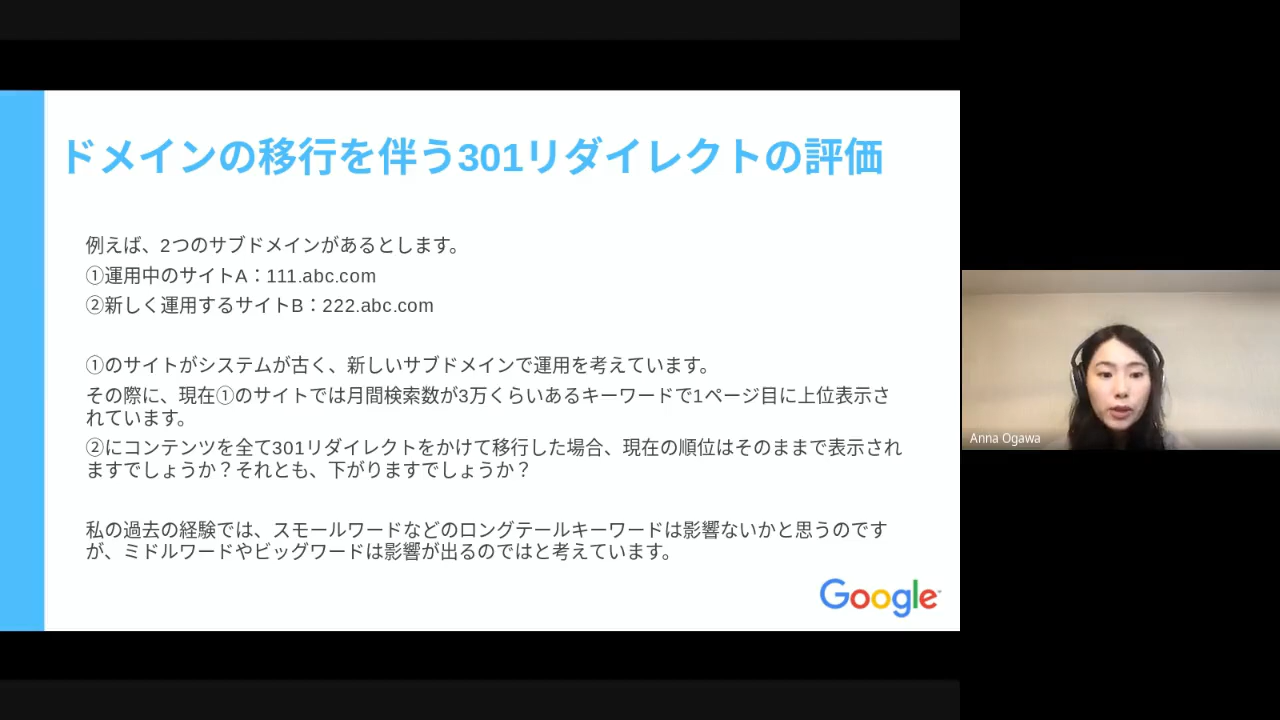 ドメインの移行を伴う301リダイレクトの評価
例えば、2つのサブドメインがあるとします。
①運用中のサイトA：111.abc.com
②新しく運用するサイトB：222.abc.com
①のサイトがシステムが古く、新しいサブドメインで運用を考えています。
その際に、現在①のサイトでは月間検索数が3万くらいあるキーワードで1ページ目に上位表示さ
れています。
②にコンテンツを全て301リダイレクトをかけて移行した場合、現在の順位はそのままで表示され
ますでしょうか？それとも、下がりますでしょうか？
私の過去の経験では、スモールワードなどのロングテールキーワードは影響ないかと思うのです
が、ミドルワードやビッグワードは影響が出るのではと考えています。
Google
Anna Ogawa